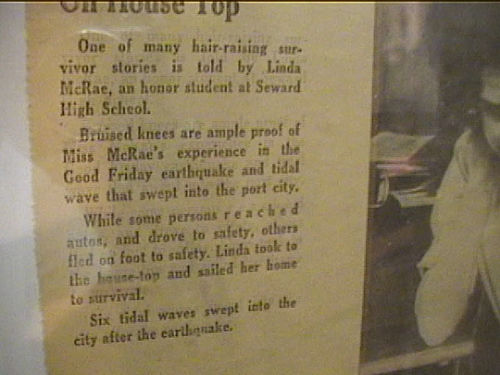 On House Top
One of many hair-raising sur-
vivor stories is told by Linda
McRae, an honor student at Seward
High School.
Bruised knees are ample proof of
Miss McRae's experience in the
Good Friday earthquake and tidal
wave that swept into the port city.
While some persons reached
autos, and drove to safety, others
fled on foot to safety. Linda took to
the house-top and sailed her home
to survival.
Six tidal waves swept into the
city after the earthquake.